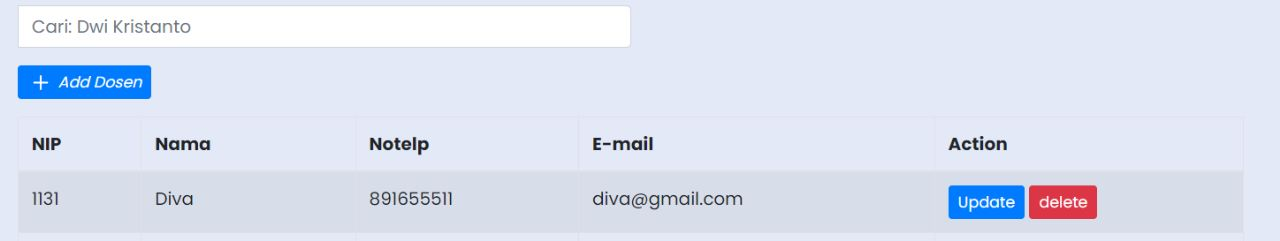 Cari: Dwi Kristanto
+ Add Dosen
NIP Nama Notelp E-mail Action
1131 Diva 891655511 diva@gmail.com Update delete